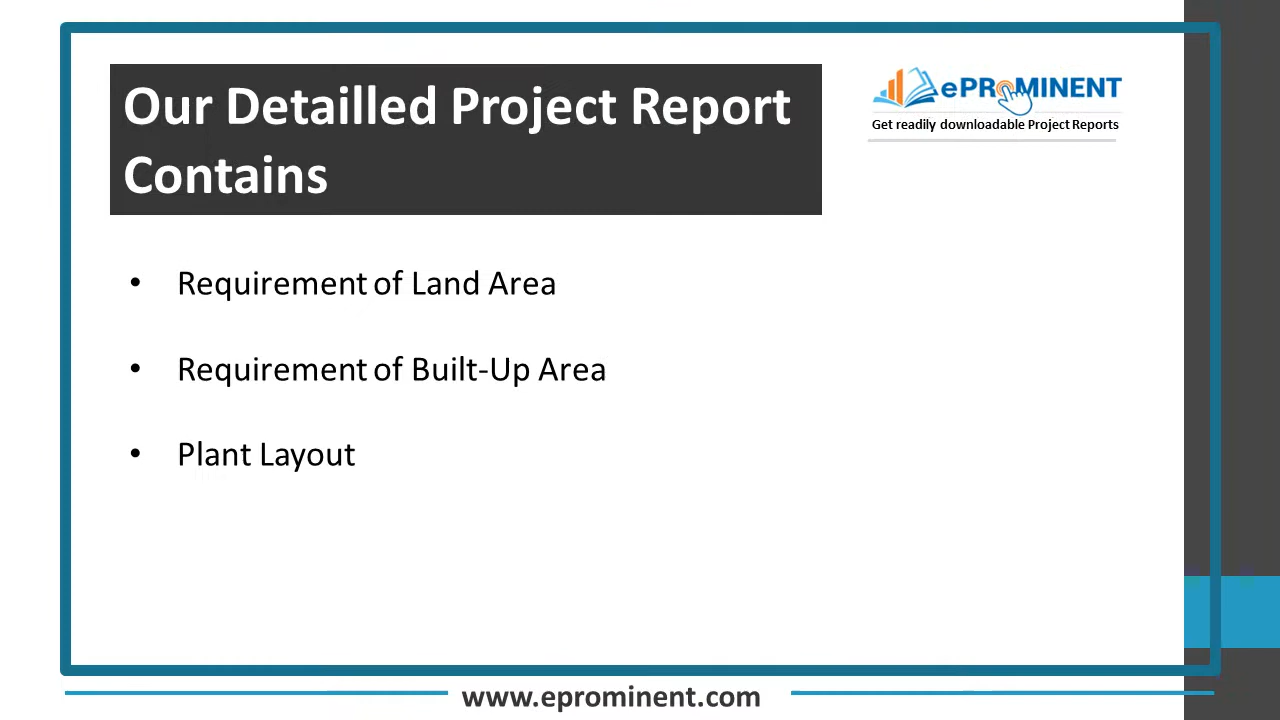 Our Detailled Project Report
Contains
ePROMINENT
Get readily downloadable Project Reports
• Requirement of Land Area
• Requirement of Built-Up Area
• Plant Layout
www.eprominent.com